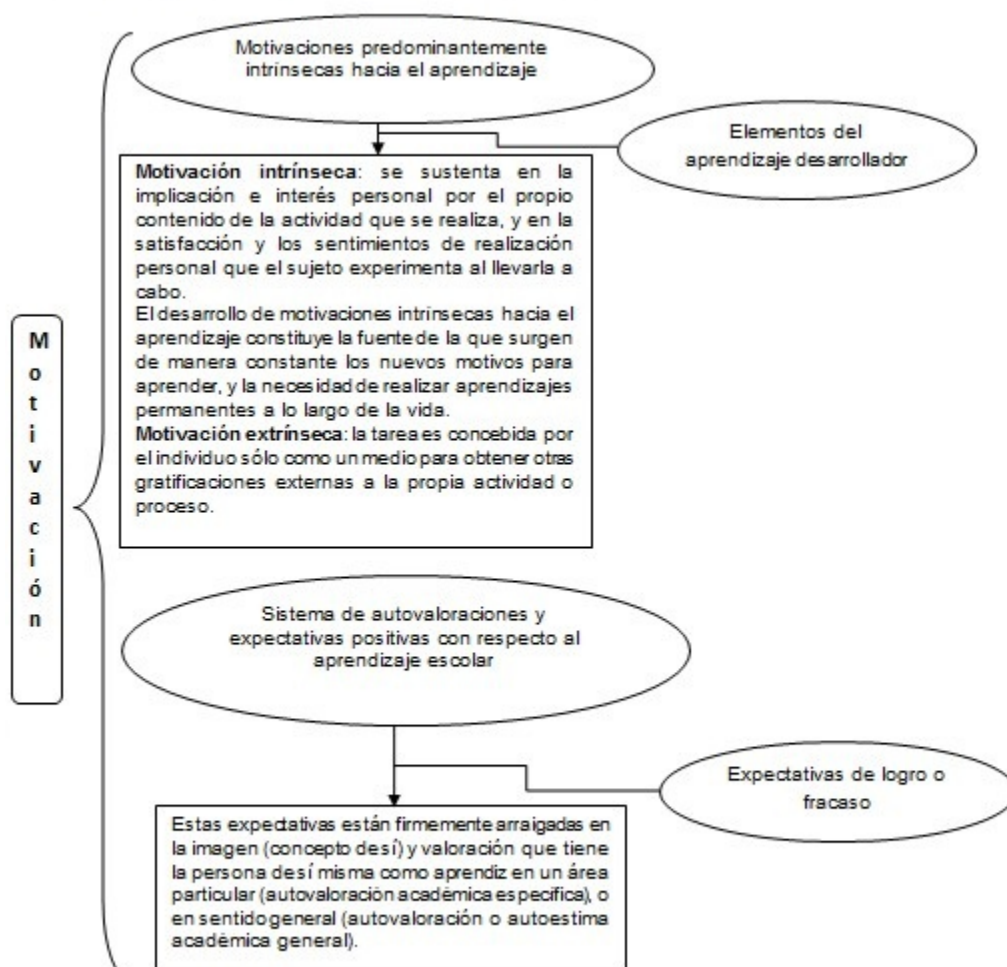 Motivación
Motivaciones predominantemente
intrínsecas hacia el aprendizaje
Elementos del
aprendizaje desarrollador
Motivación intrínseca: se sustenta en la
implicación e interés personal por el propio
contenido de la actividad que se realiza, y en la
satisfacción y los sentimientos de realización
personal que el sujeto experimenta al llevarla a
cabo.
El desarrollo de motivaciones intrínsecas hacia el
aprendizaje constituye la fuente de la que surgen
de manera constante los nuevos motivos para
aprender, y la necesidad de realizar aprendizajes
permanentes a lo largo de la vida.
Motivación extrínseca: la tarea es concebida por
el individuo sólo como un medio para obtener otras
gratificaciones externas a la propia actividad o
proceso.
Sistema de autovaloraciones y
expectativas positivas con respecto al
aprendizaje escolar
Expectativas de logro o
fracaso
Estas expectativas están firmemente arraigadas en
la imagen (concepto de sí) y valoración que tiene
la persona de sí misma como aprendiz en un área
particular (autovaloración académica específica), o
en sentido general (autovaloración o autoestima
académica general).